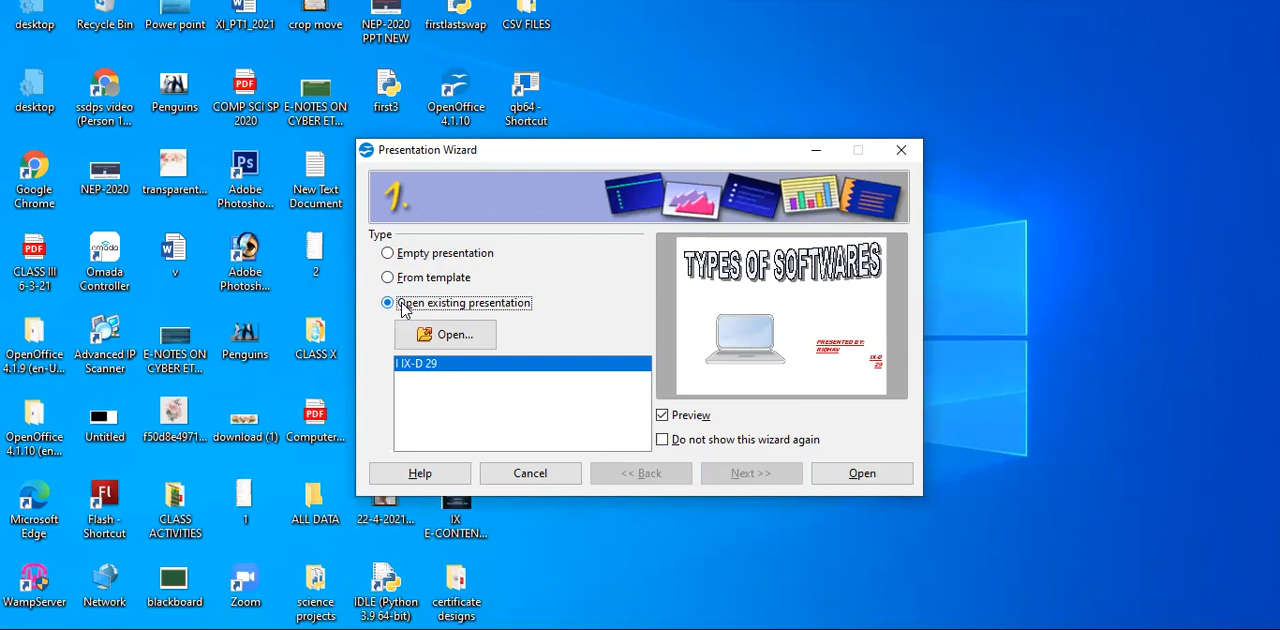 desktop
Recycle Bin
Power point
XI_PT1_2021
crop move
NEP-2020
PPT NEW
firstlastswap
CSV FILES
desktop
ssdps video
(Person 1...
Penguins
COMP SCI SP
2020
E-NOTES ON
CYBER ET...
first3
OpenOffice
4.1.10
qb64 -
Shortcut
Google
Chrome
NEP-2020
transparent...
Adobe
Photosho...
New Text
Document
CLASS III
6-3-21
Omada
Controller
v
Adobe
Photosh...
2
OpenOffice
4.1.9 (en-U...
Advanced IP
Scanner
E-NOTES ON
CYBER ET...
Penguins
CLASS X
OpenOffice
4.1.10 (en...
Untitled
f50d8e4971...
download (1)
Computer...
Microsoft
Edge
Flash -
Shortcut
CLASS
ACTIVITIES
1
ALL DATA
22-4-2021...
IX
E-CONTEN...
WampServer
Network
blackboard
Zoom
science
projects
IDLE (Python
3.9 64-bit)
certificate
designs
Presentation Wizard
1.
Type
Empty presentation
From template
Open existing presentation
Open...
I IX-D 29
TYPES OF SOFTWARES
PRESENTED BY:
RIDHAV
IX-D
29
Preview
Do not show this wizard again
Help
Cancel
<< Back
Next >>
Open